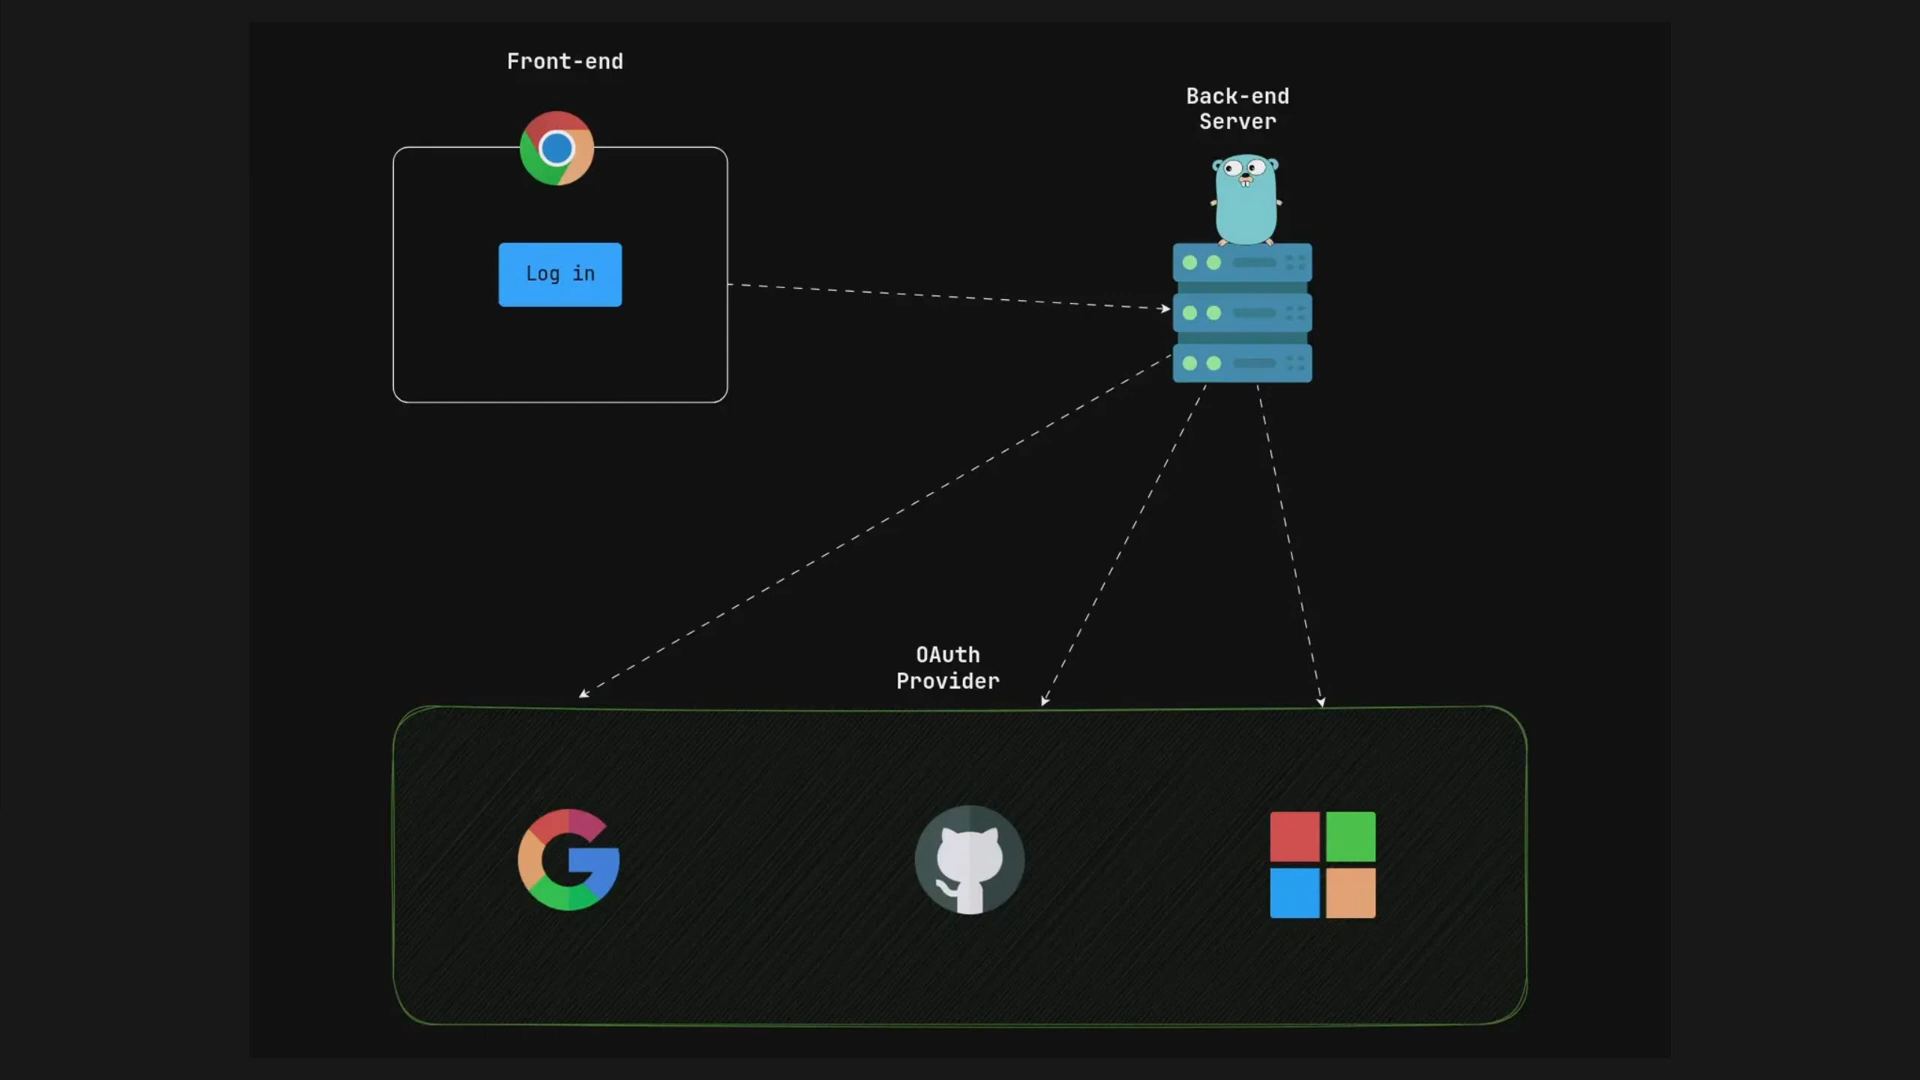 Front-end
Back-end
Server
Log in
OAuth
Provider